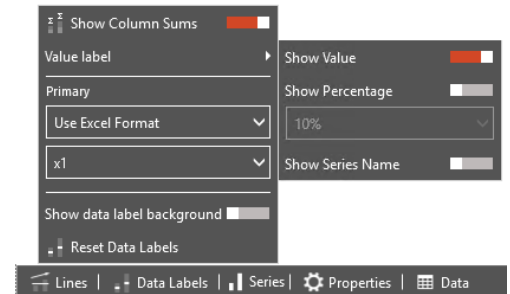 Show Column Sums
Value label
Primary
Use Excel Format
x1
Show data label background
Reset Data Labels
Show Value
Show Percentage
10%
Show Series Name
Lines | Data Labels | Series | Properties | Data